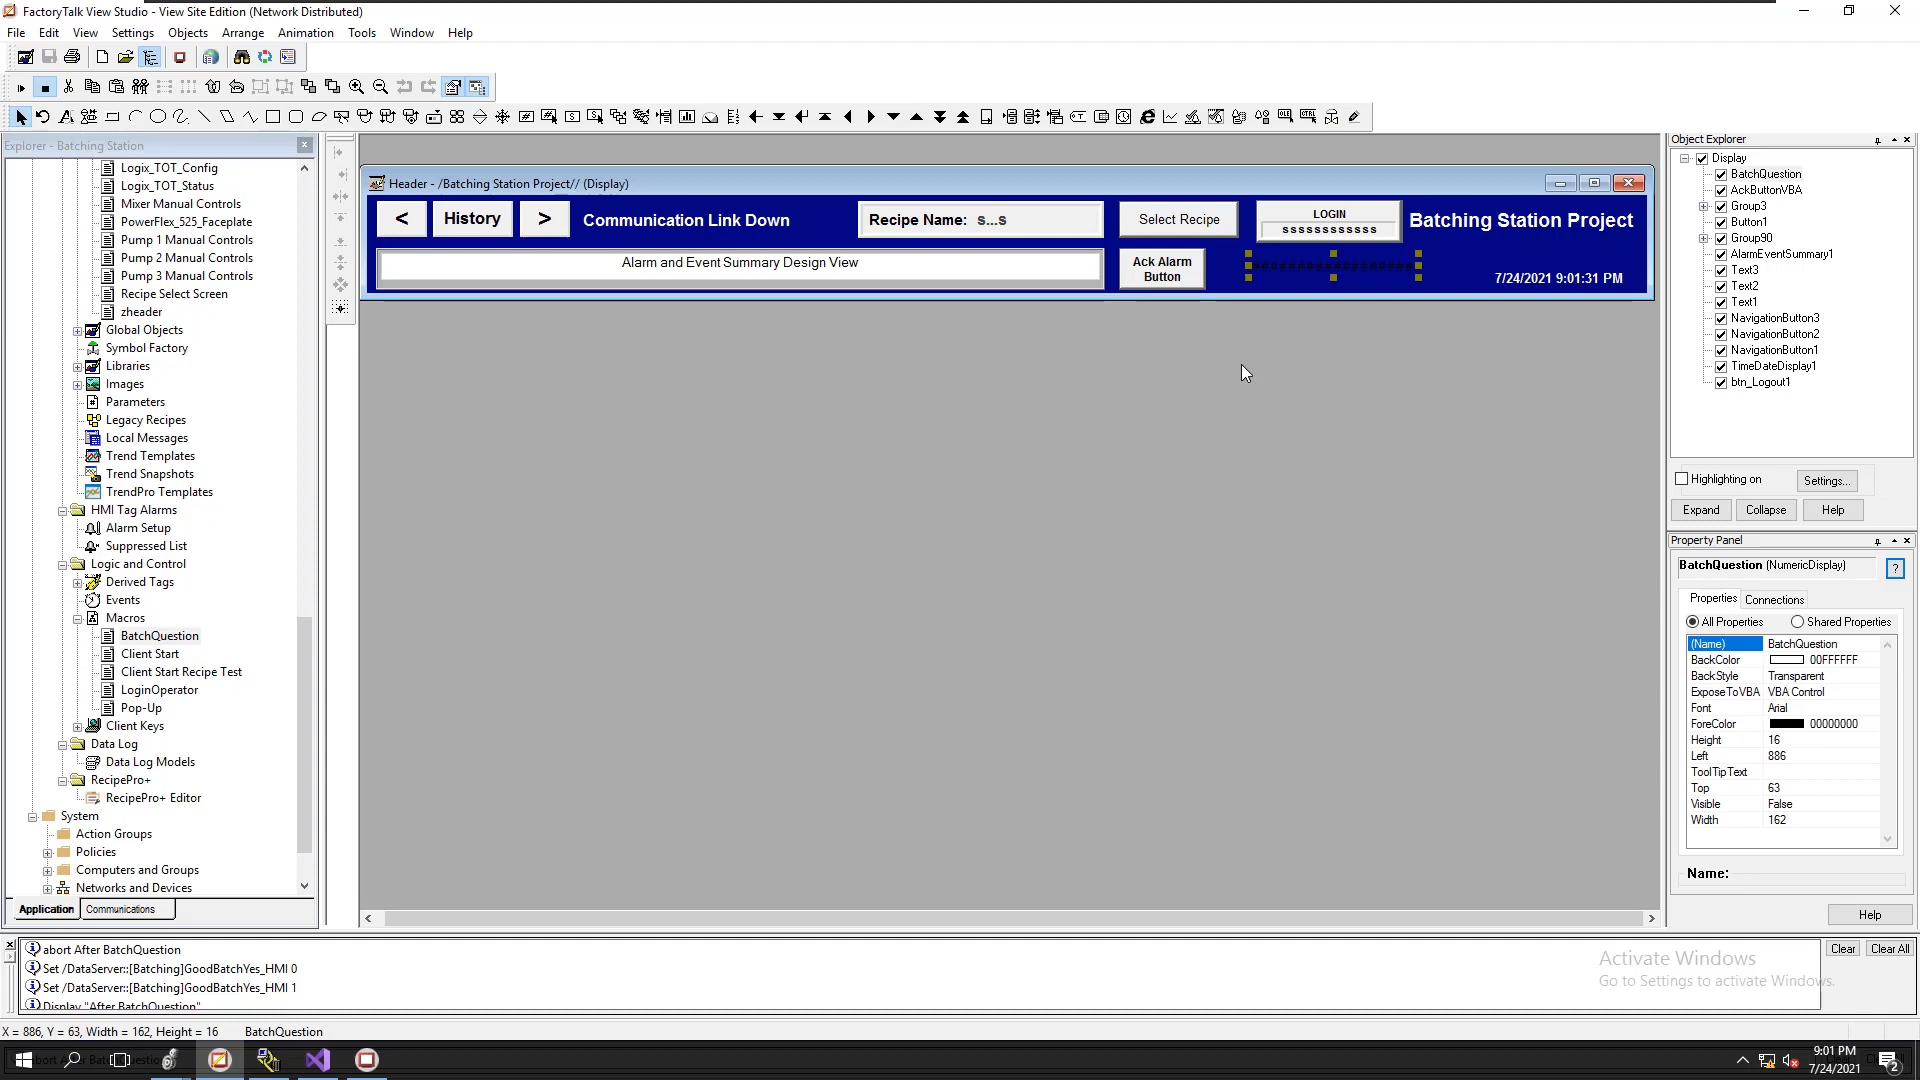 FactoryTalk View Studio - View Site Edition (Network Distributed)
File Edit View Settings Objects Arrange Animation Tools Window Help
Explorer - Batching Station
Logix_TOT_Config
Logix_TOT_Status
Mixer Manual Controls
PowerFlex_525_Faceplate
Pump 1 Manual Controls
Pump 2 Manual Controls
Pump 3 Manual Controls
Recipe Select Screen
zheader
Global Objects
Symbol Factory
Libraries
Images
Parameters
Legacy Recipes
Local Messages
Trend Templates
Trend Snapshots
TrendPro Templates
HMI Tag Alarms
Alarm Setup
Suppressed List
Logic and Control
Derived Tags
Events
Macros
BatchQuestion
Client Start
Client Start Recipe Test
LoginOperator
Pop-Up
Client Keys
Data Log
Data Log Models
RecipePro+
RecipePro+ Editor
System
Action Groups
Policies
Computers and Groups
Networks and Devices
Application Communications
Header - /Batching Station Project// (Display)
< History > Communication Link Down Recipe Name: s...s Select Recipe
LOGIN
ssssssssssss
Batching Station Project
Alarm and Event Summary Design View
Ack Alarm
Button
7/24/2021 9:01:31 PM
Object Explorer
Display
BatchQuestion
AckButtonVBA
Group3
Button1
Group90
AlarmEventSummary1
Text3
Text2
Text1
NavigationButton3
NavigationButton2
NavigationButton1
TimeDateDisplay1
btn_Logout1
Highlighting on Settings...
Expand Collapse Help
Property Panel
BatchQuestion (NumericDisplay) ?
Properties Connections
All Properties Shared Properties
(Name) BatchQuestion
BackColor 00FFFFFF
BackStyle Transparent
ExposeToVBA VBA Control
Font Arial
ForeColor 00000000
Height 16
Left 886
ToolTipText
Top 63
Visible False
Width 162
Name:
Help
abort After BatchQuestion
Set /DataServer::[Batching]GoodBatchYes_HMI 0
Set /DataServer::[Batching]GoodBatchYes_HMI 1
Display "After BatchQuestion"
Clear Clear All
Activate Windows
Go to Settings to activate Windows.
X = 886, Y = 63, Width = 162, Height = 16 BatchQuestion
9:01 PM
7/24/2021
2